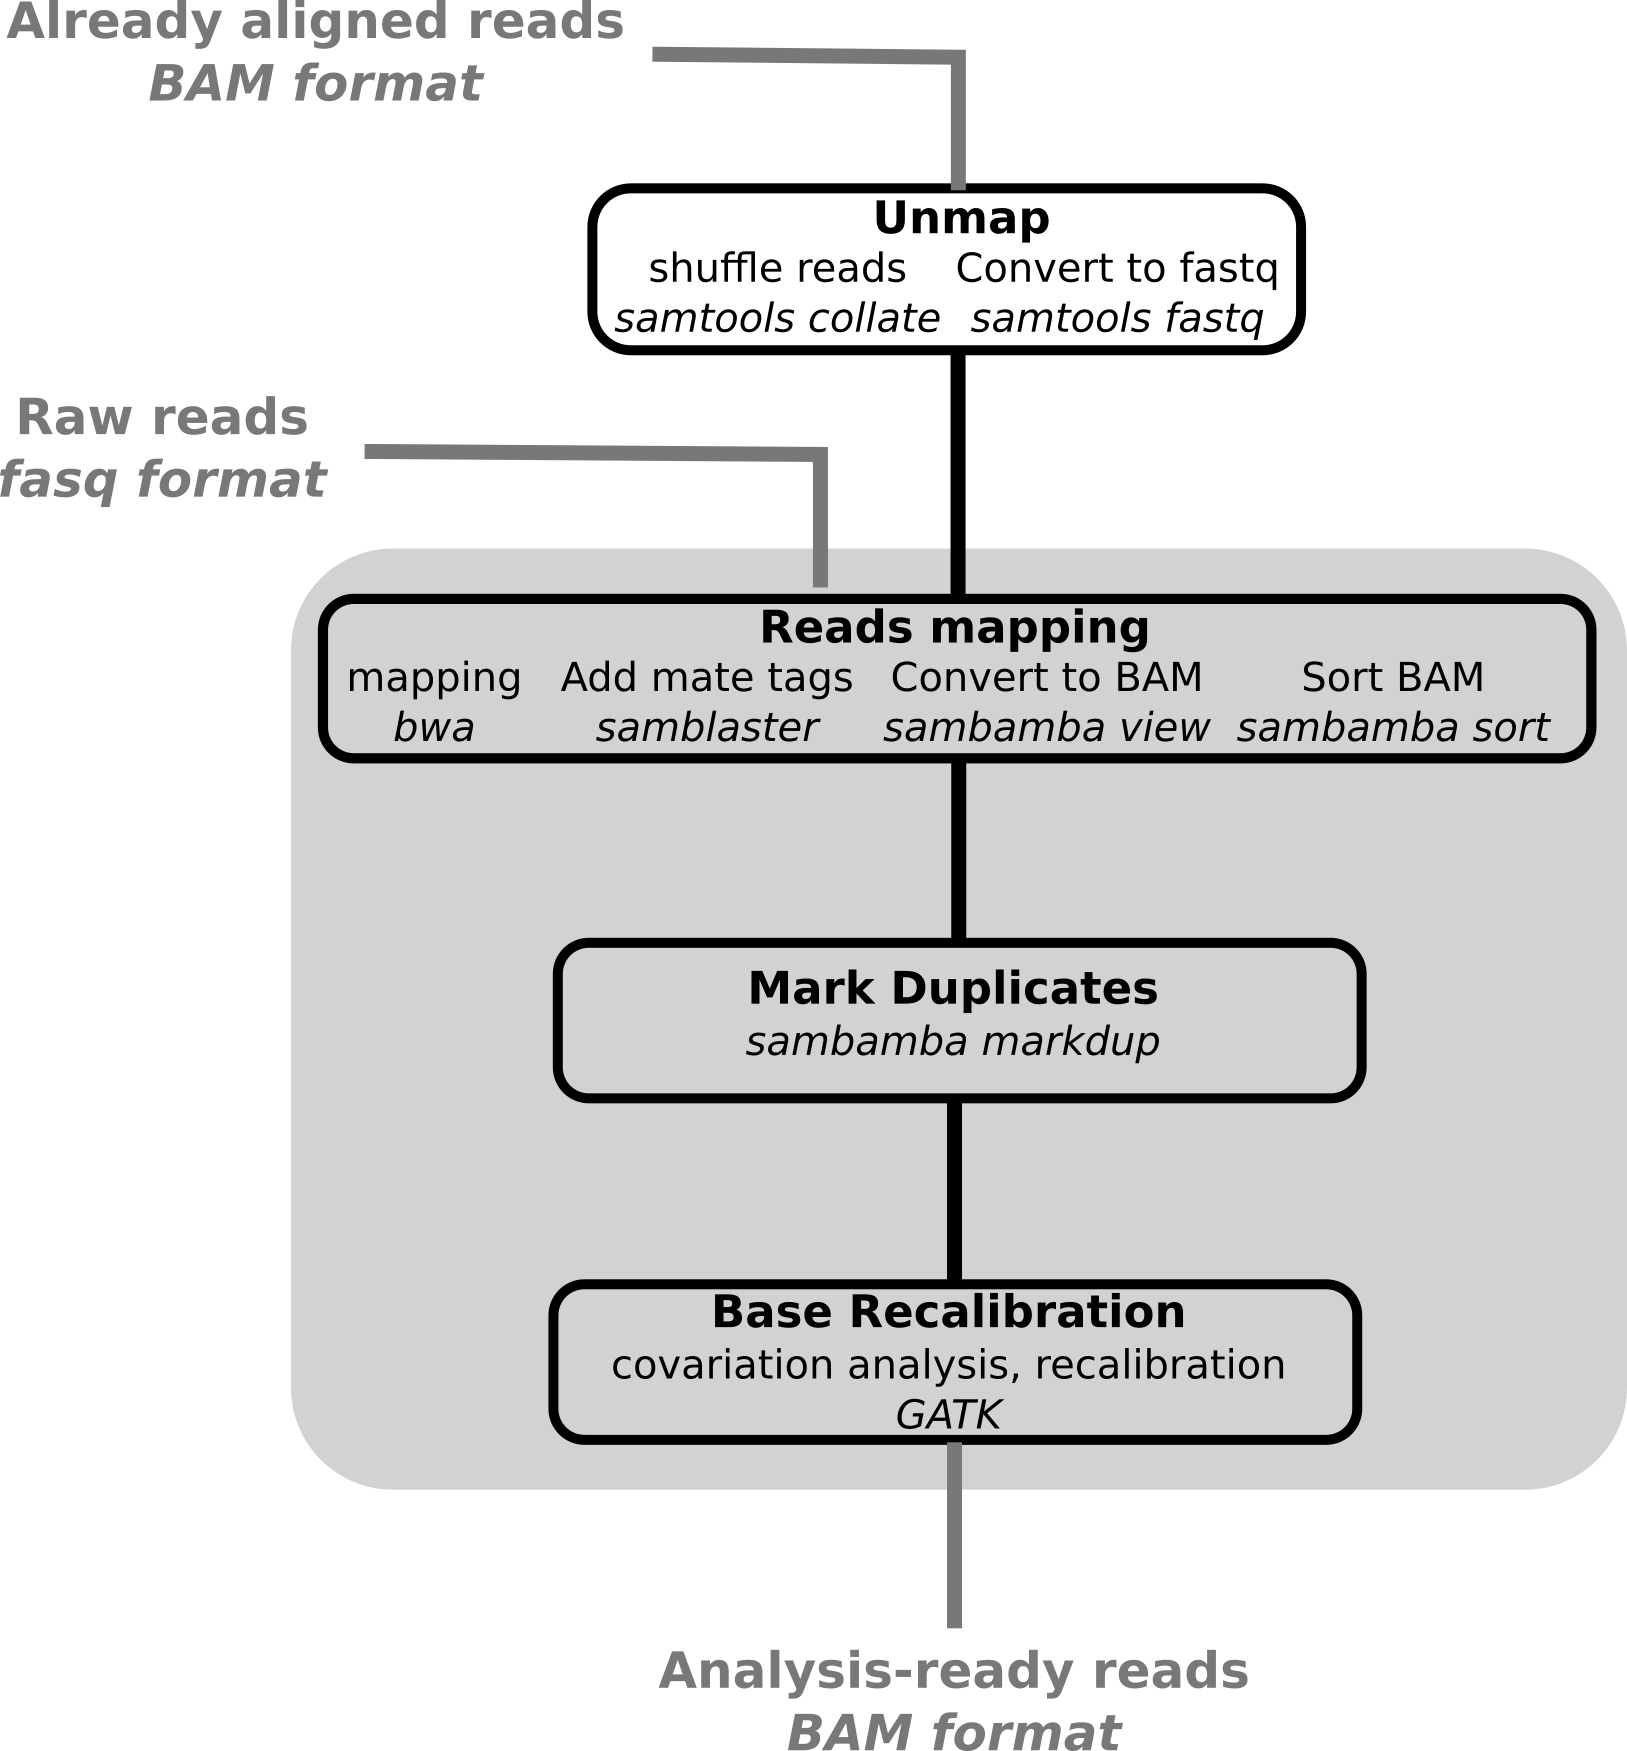 Already aligned reads
BAM format
Unmap
shuffle reads Convert to fastq
samtools collate samtools fastq
Raw reads
fasq format
Reads mapping
mapping Add mate tags Convert to BAM Sort BAM
bwa samblaster sambamba view sambamba sort
Mark Duplicates
sambamba markdup
Base Recalibration
covariation analysis, recalibration
GATK
Analysis-ready reads
BAM format